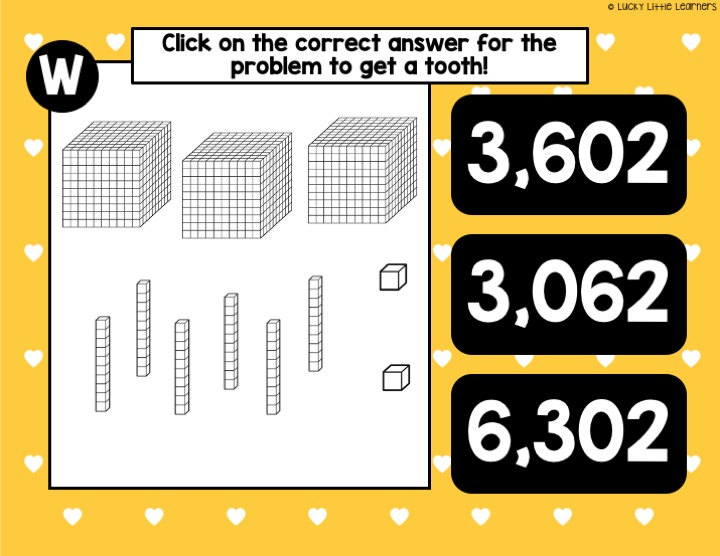 © Lucky Little Learners
Click on the correct answer for the
problem to get a tooth!
W
3,602
3,062
6,302